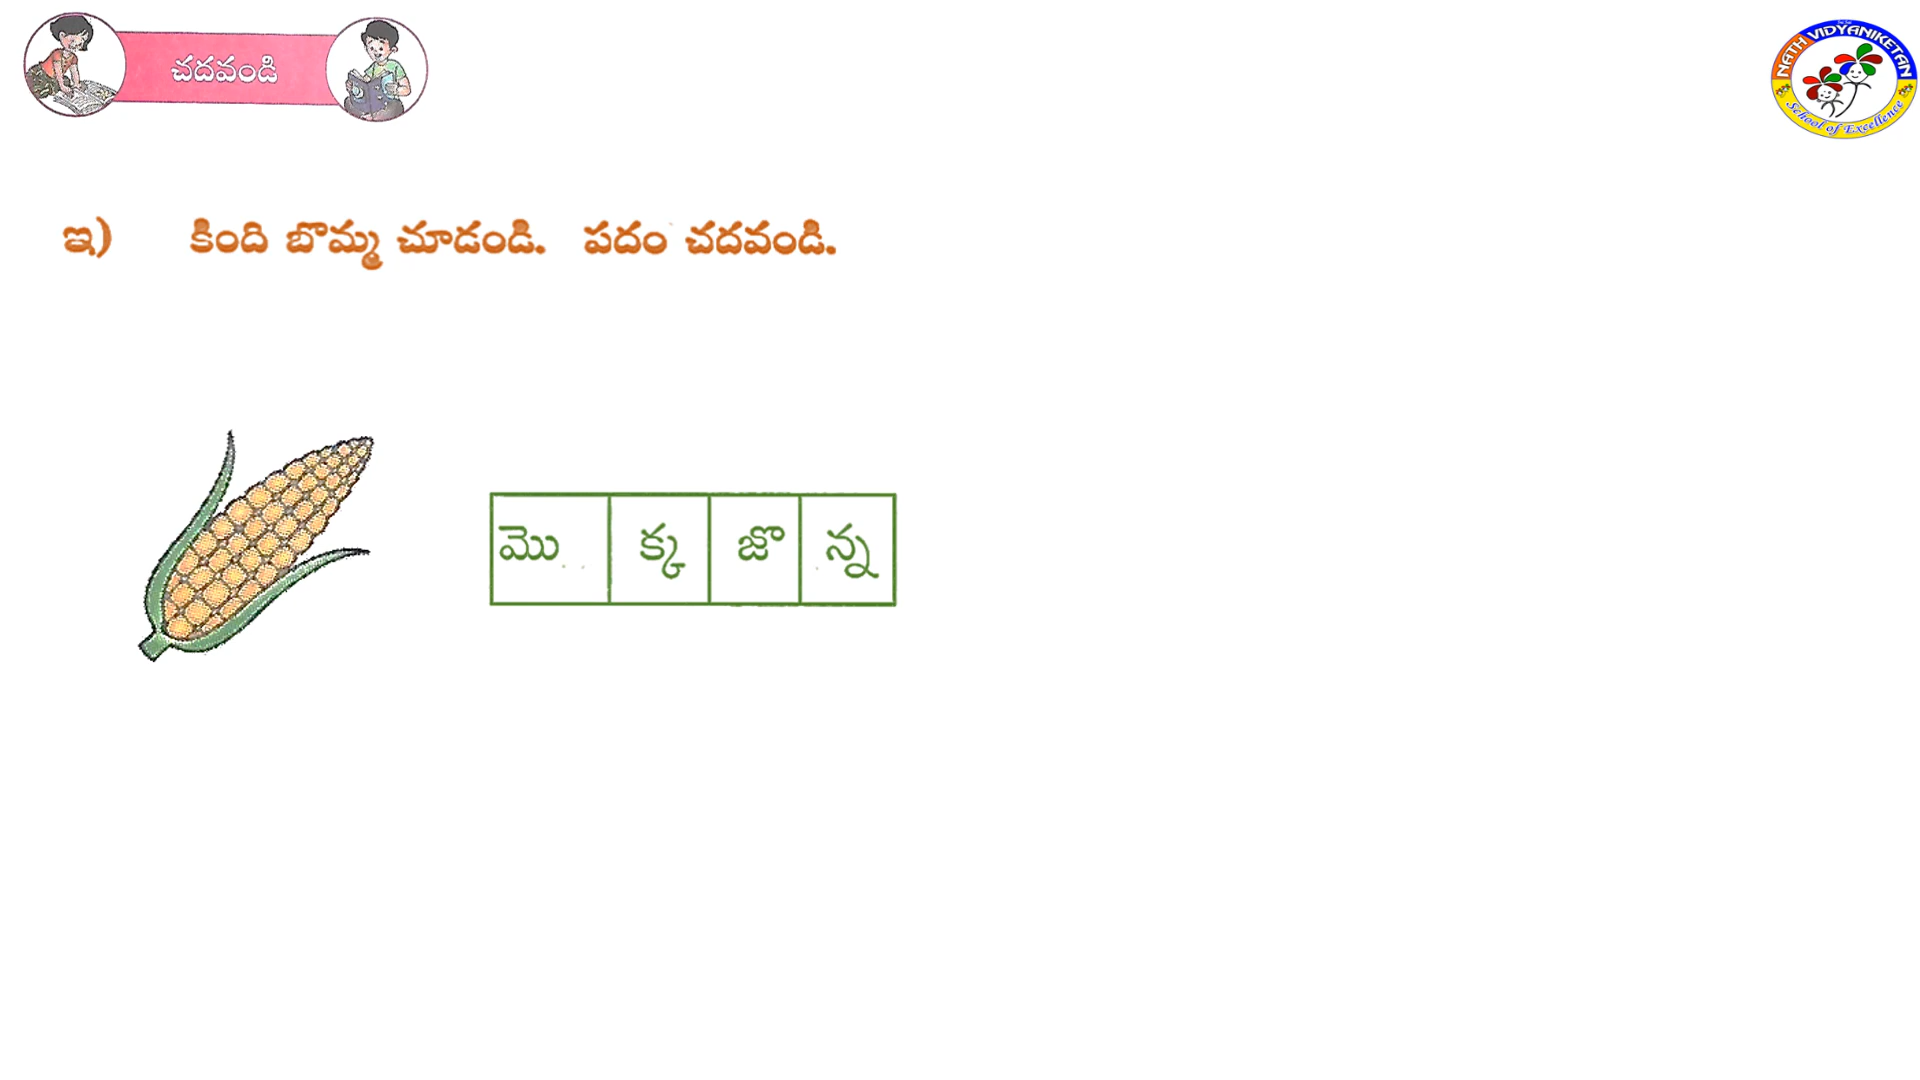 చదవండి
NATH VIDYANIKETAN
School of Excellence
ఇ) కింది బొమ్మ చూడండి. పదం చదవండి.
మొ క్క జొ న్న